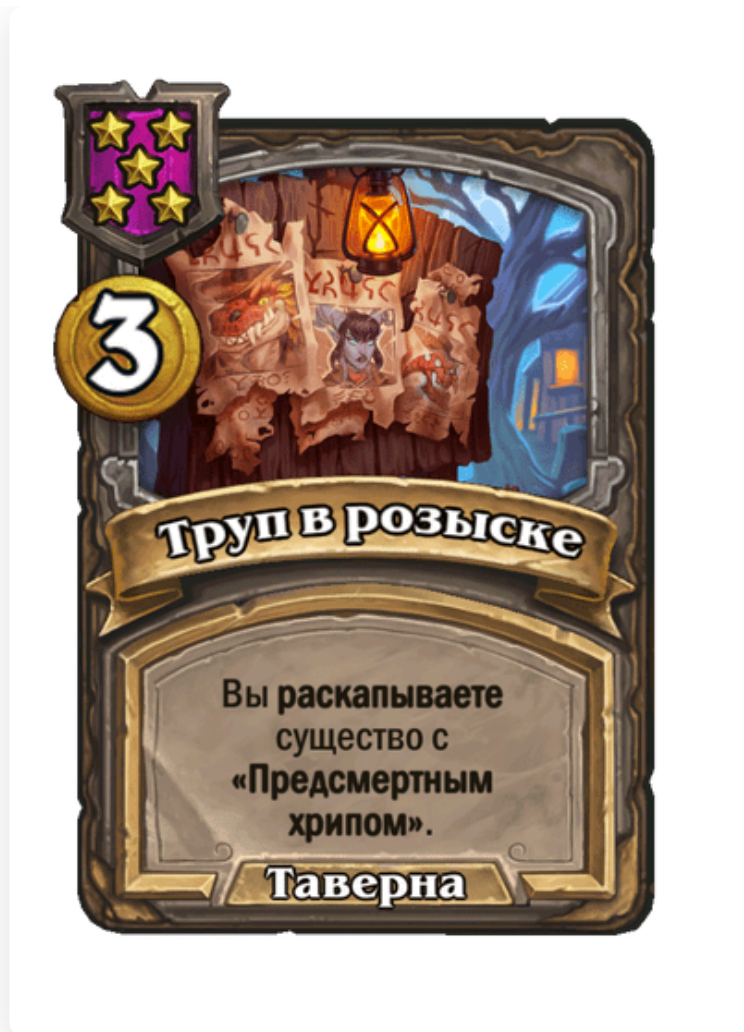 3
Труп в розыске
Вы раскапываете
существо с
«Предсмертным
хрипом».
Таверна